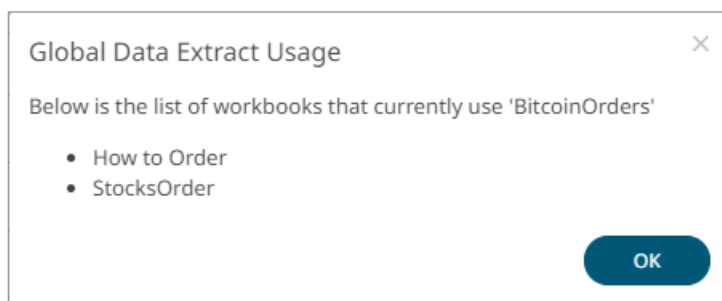 Global Data Extract Usage
Below is the list of workbooks that currently use 'BitcoinOrders'
• How to Order
• StocksOrder
OK